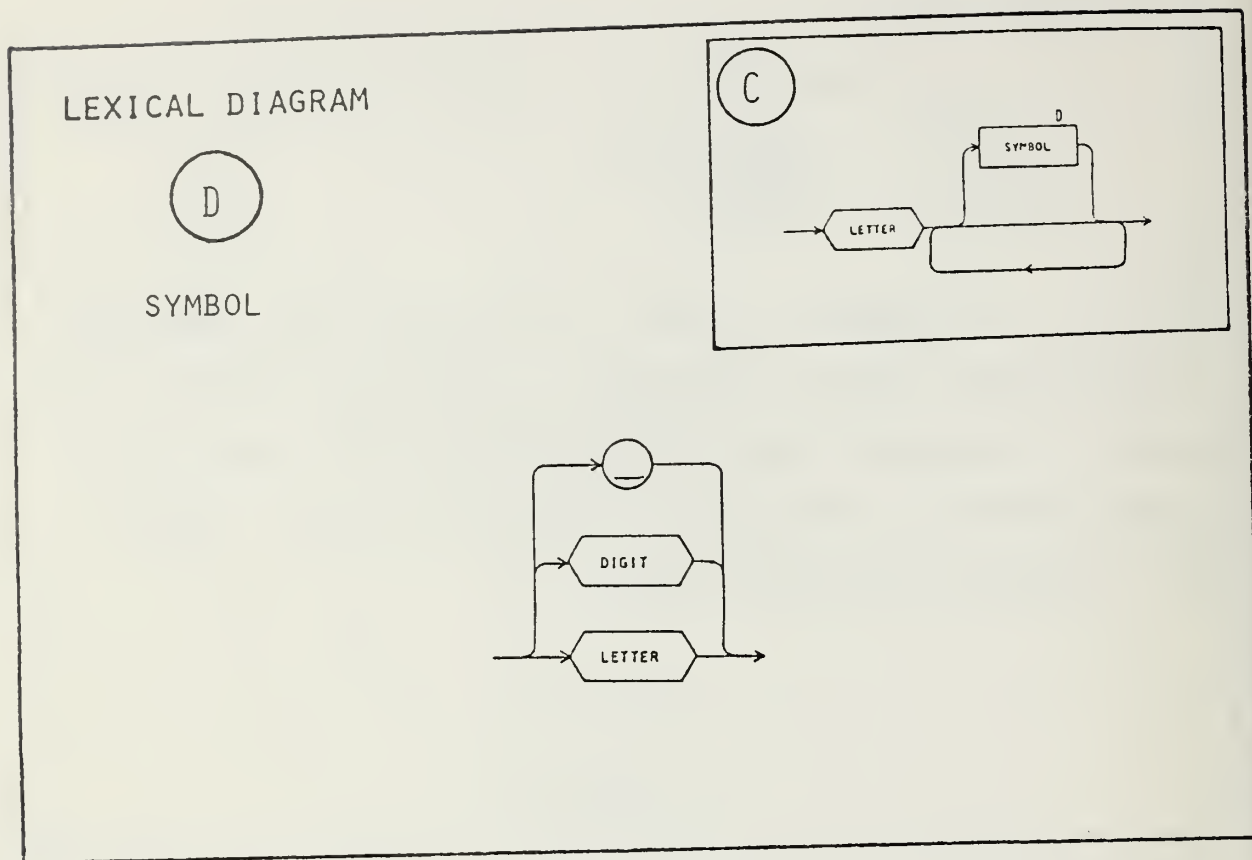 LEXICAL DIAGRAM
D
SYMBOL
C
D
SYMBOL
LETTER
_
DIGIT
LETTER